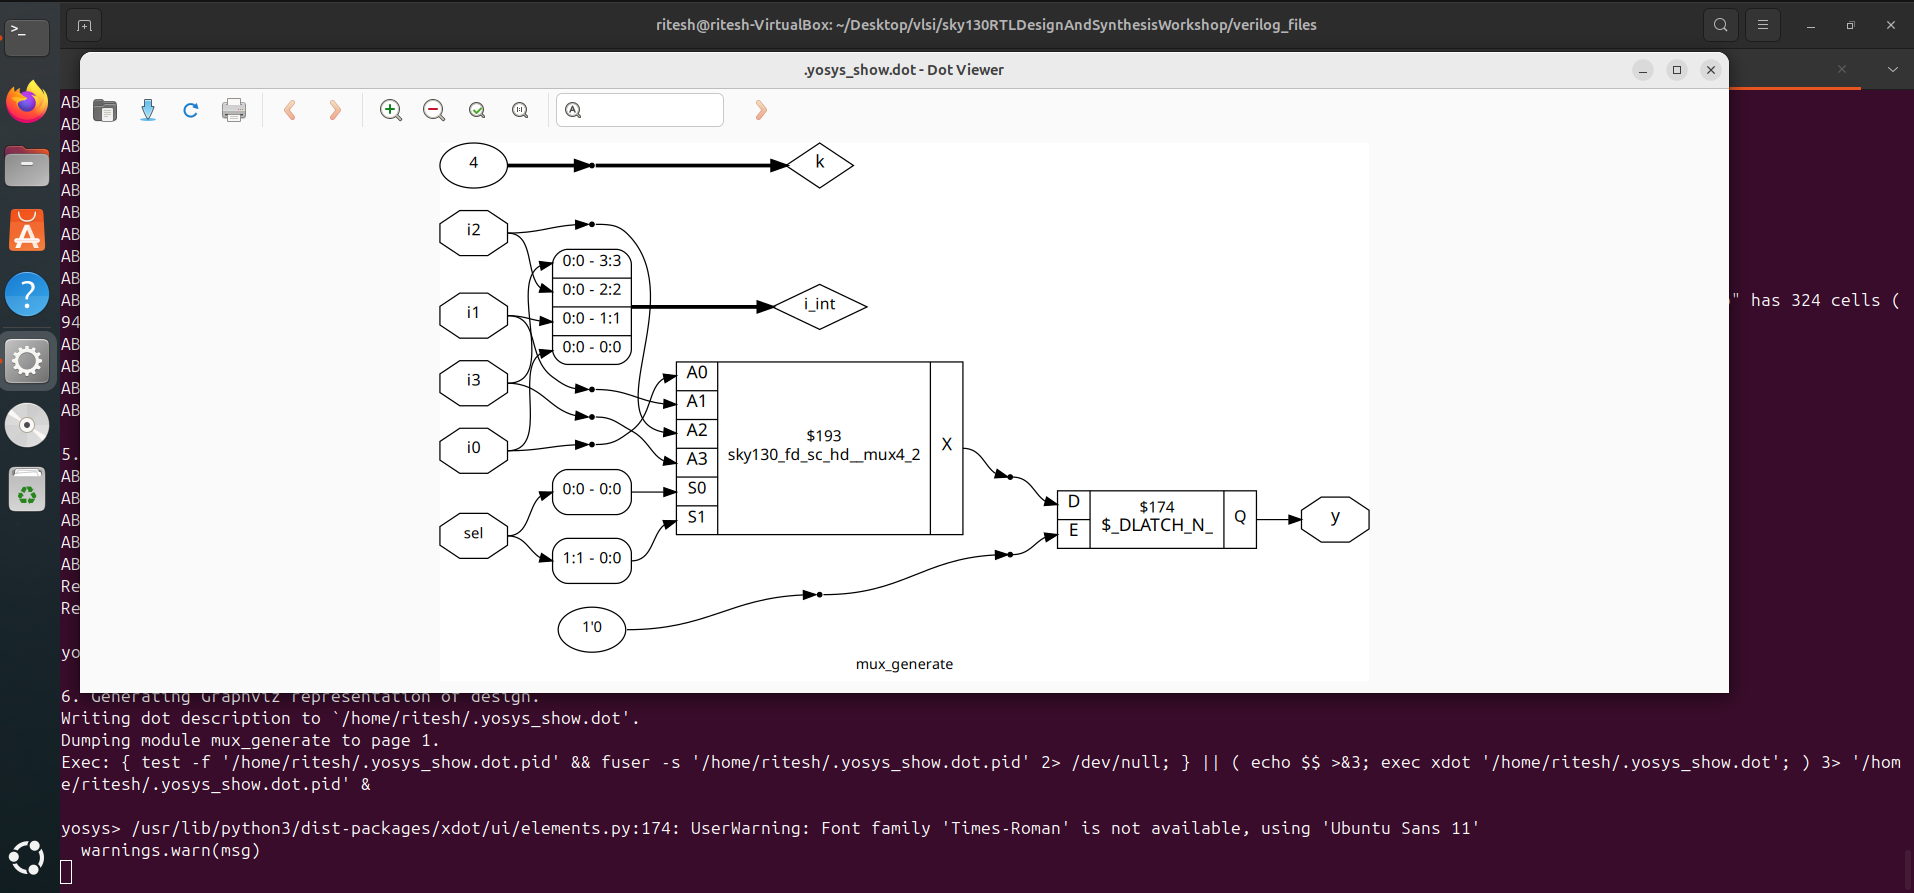 ritesh@ritesh-VirtualBox: ~/Desktop/vlsi/sky130RTLDesignAndSynthesisWorkshop/verilog_files
.yosys_show.dot - Dot Viewer
4
k
i2
0:0 - 3:3
0:0 - 2:2
0:0 - 1:1
0:0 - 0:0
i_int
i1
i3
i0
A0
A1
A2
A3
S0
S1
$193
sky130_fd_sc_hd__mux4_2
X
0:0 - 0:0
sel
1:1 - 0:0
D
E
$174
$_DLATCH_N_
Q
y
1'0
mux_generate
AB
AB
AB
AB
AB
AB
AB
AB
AB
AB
" has 324 cells (
94
AB
AB
AB
AB
5.
AB
AB
AB
AB
AB
Re
Re
yo
6. Generating Graphviz representation of design.
Writing dot description to `/home/ritesh/.yosys_show.dot'.
Dumping module mux_generate to page 1.
Exec: { test -f '/home/ritesh/.yosys_show.dot.pid' && fuser -s '/home/ritesh/.yosys_show.dot.pid' 2> /dev/null; } || ( echo $$ >&3; exec xdot '/home/ritesh/.yosys_show.dot'; ) 3> '/hom
e/ritesh/.yosys_show.dot.pid' &
yosys> /usr/lib/python3/dist-packages/xdot/ui/elements.py:174: UserWarning: Font family 'Times-Roman' is not available, using 'Ubuntu Sans 11'
warnings.warn(msg)